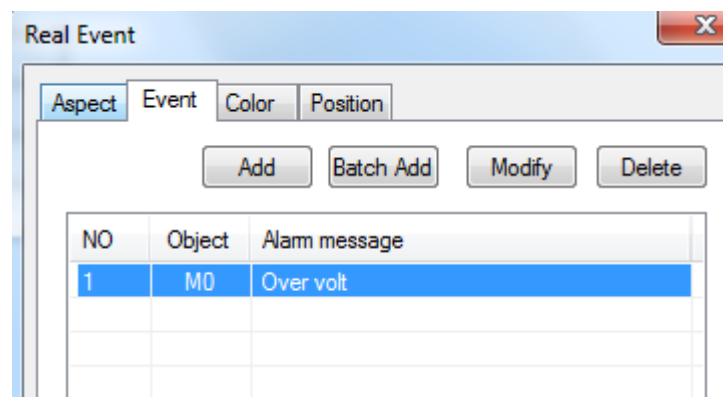 Real Event
Aspect Event Color Position
Add Batch Add Modify Delete
NO Object Alarm message
1 M0 Over volt